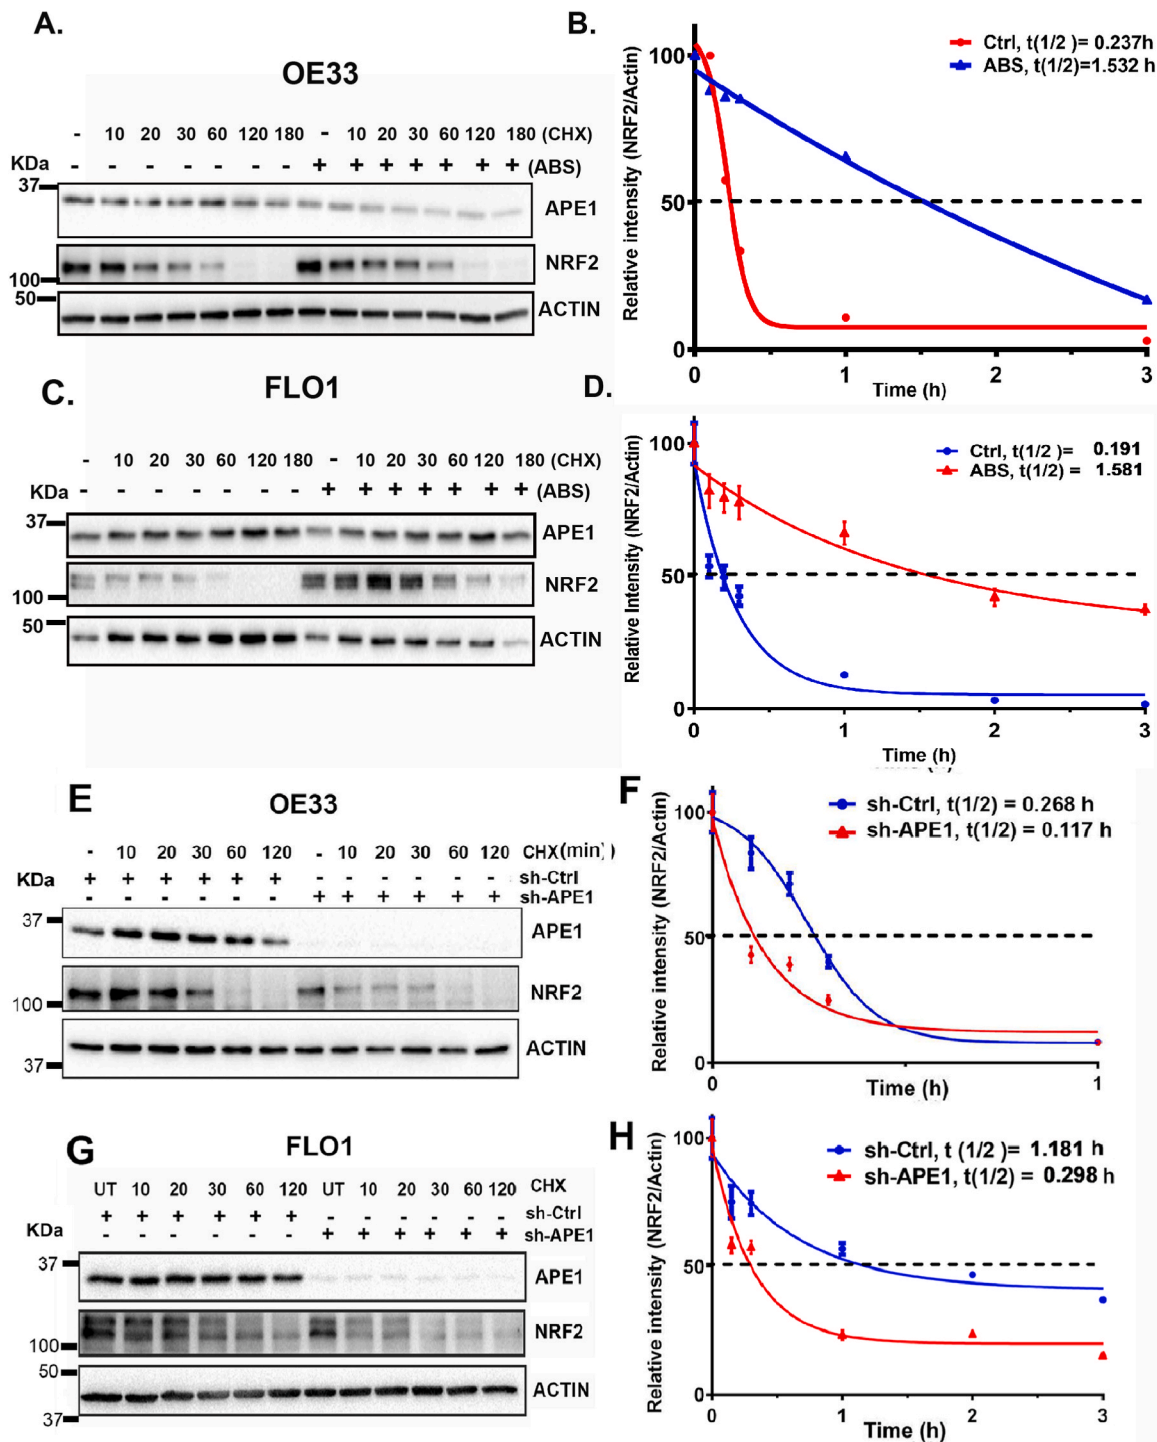 A.
OE33
- 10 20 30 60 120 180 - 10 20 30 60 120 180 (CHX)
KDa - - - - - - - + + + + + + + (ABS)
37
APE1
NRF2
100
50
ACTIN
B.
Relative intensity (NRF2/Actin)
100
50
0
0 1 2 3
Time (h)
Ctrl, t(1/2 )= 0.237h
ABS, t(1/2)=1.532 h
C.
FLO1
- 10 20 30 60 120 180 - 10 20 30 60 120 180 (CHX)
KDa - - - - - - - + + + + + + + (ABS)
37
APE1
NRF2
100
50
ACTIN
D.
Relative Intensity (NRF2/Actin)
100
50
0
0 1 2 3
Time (h)
Ctrl, t(1/2 )= 0.191
ABS, t(1/2) = 1.581
E
OE33
- 10 20 30 60 120 - 10 20 30 60 120 CHX(min) )
KDa + + + + + + - - - - - - sh-Ctrl
- - - - - - + + + + + + sh-APE1
37
APE1
NRF2
100
ACTIN
37
F
Relative intensity (NRF2/Actin)
100
50
0
0 1
Time (h)
sh-Ctrl, t(1/2) = 0.268 h
sh-APE1, t(1/2) = 0.117 h
G
FLO1
UT 10 20 30 60 120 UT 10 20 30 60 120 CHX
+ + + + + + - - - - - - sh-Ctrl
KDa - - - - - - + + + + + + sh-APE1
37
APE1
NRF2
100
50
ACTIN
37
H
Relative intensity (NRF2/Actin)
100
50
0
0 1 2 3
Time (h)
sh-Ctrl, t (1/2 )= 1.181 h
sh-APE1, t(1/2) = 0.298 h